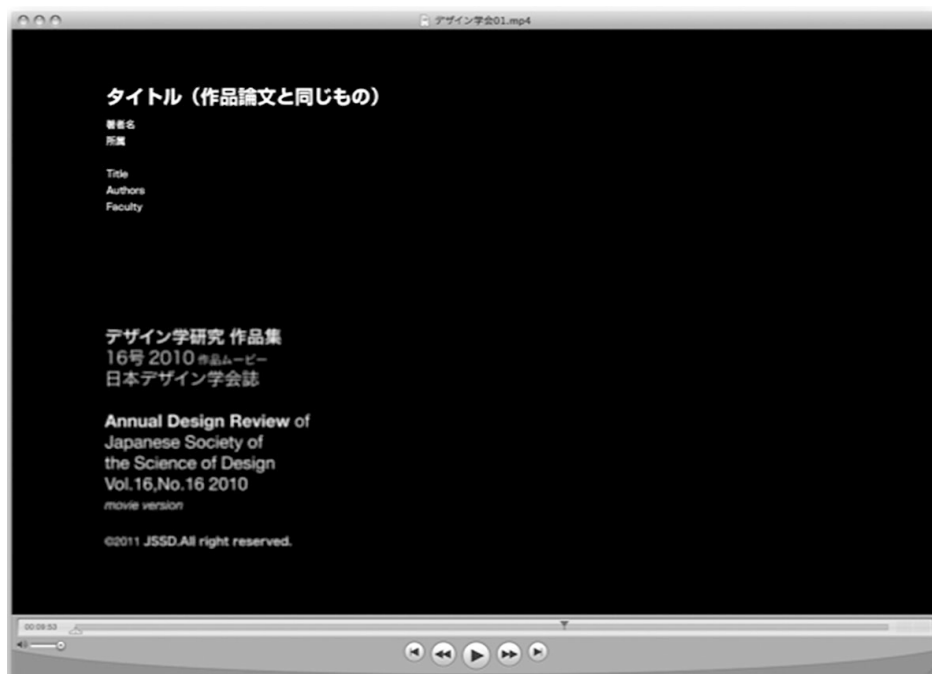 デザイン学会01.mp4
タイトル（作品論文と同じもの）
著者名
所属
Title
Authors
Faculty
デザイン学研究 作品集
16号 2010 作品ムービー
日本デザイン学会誌
Annual Design Review of
Japanese Society of
the Science of Design
Vol.16,No.16 2010
movie version
©2011 JSSD.All right reserved.
00:09:53